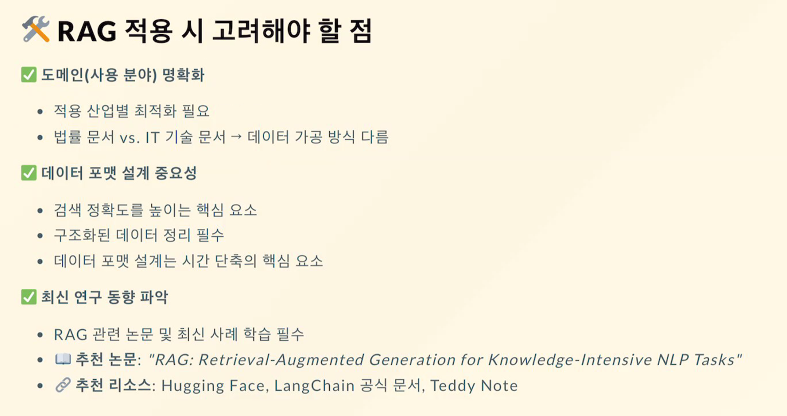 🛠️ RAG 적용 시 고려해야 할 점
✅ 도메인(사용 분야) 명확화
• 적용 산업별 최적화 필요
• 법률 문서 vs. IT 기술 문서 → 데이터 가공 방식 다름
✅ 데이터 포맷 설계 중요성
• 검색 정확도를 높이는 핵심 요소
• 구조화된 데이터 정리 필수
• 데이터 포맷 설계는 시간 단축의 핵심 요소
✅ 최신 연구 동향 파악
• RAG 관련 논문 및 최신 사례 학습 필수
• 📖 추천 논문: "RAG: Retrieval-Augmented Generation for Knowledge-Intensive NLP Tasks"
• 🔗 추천 리소스: Hugging Face, LangChain 공식 문서, Teddy Note